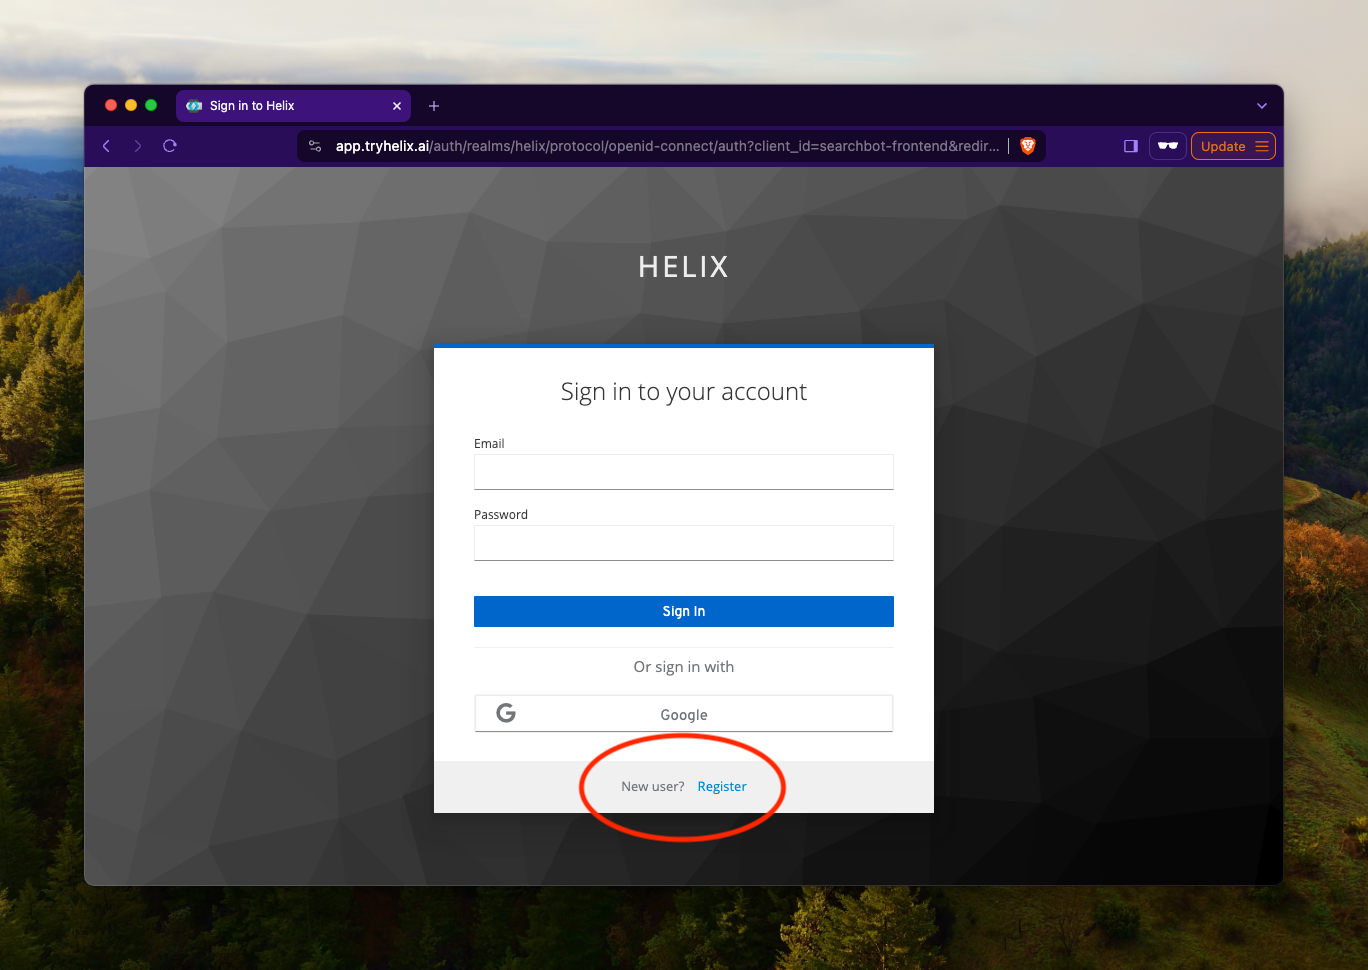 Sign in to Helix
app.tryhelix.ai/auth/realms/helix/protocol/openid-connect/auth?client_id=searchbot-frontend&redir...
Update
HELIX
Sign in to your account
Email
Password
Sign In
Or sign in with
Google
New user? Register